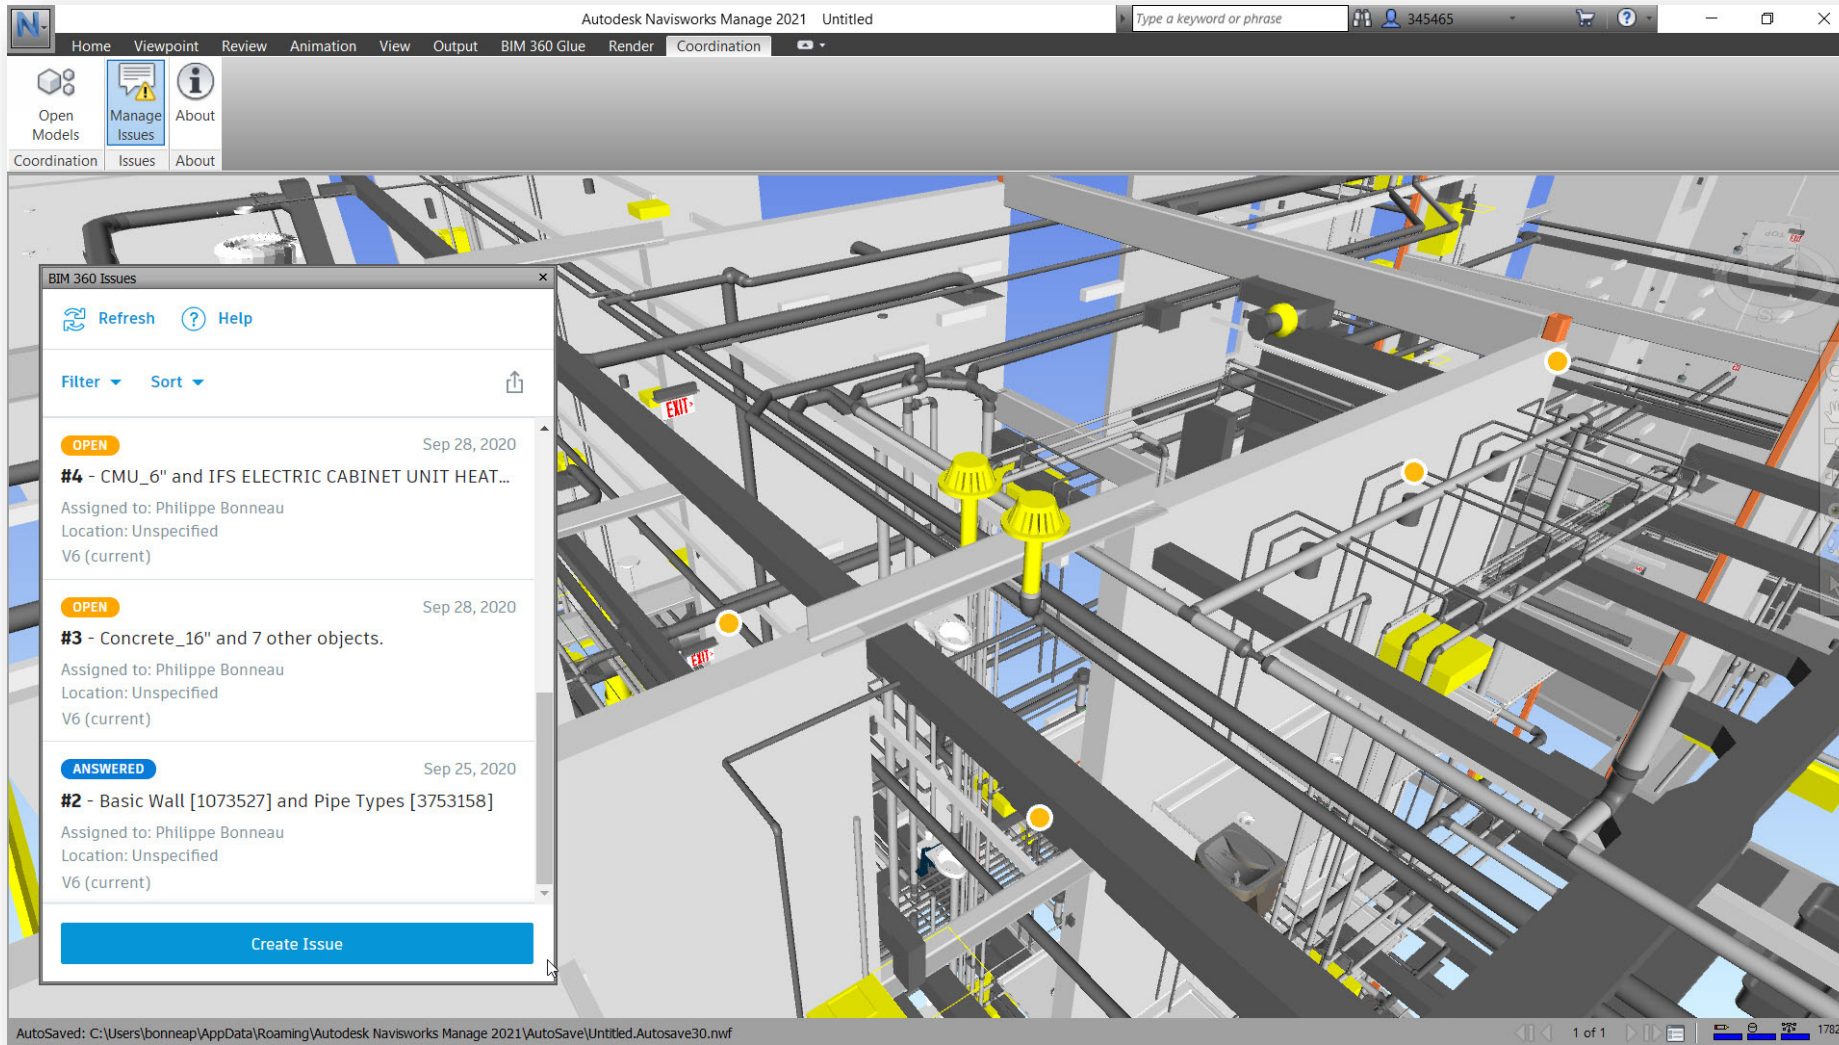 N
Autodesk Navisworks Manage 2021 Untitled
Type a keyword or phrase
345465
?
Home Viewpoint Review Animation View Output BIM 360 Glue Render Coordination
Open Models
Manage Issues
About
Coordination Issues About
BIM 360 Issues
Refresh ? Help
Filter Sort
OPEN Sep 28, 2020
#4 - CMU_6" and IFS ELECTRIC CABINET UNIT HEAT...
Assigned to: Philippe Bonneau
Location: Unspecified
V6 (current)
OPEN Sep 28, 2020
#3 - Concrete_16" and 7 other objects.
Assigned to: Philippe Bonneau
Location: Unspecified
V6 (current)
ANSWERED Sep 25, 2020
#2 - Basic Wall [1073527] and Pipe Types [3753158]
Assigned to: Philippe Bonneau
Location: Unspecified
V6 (current)
Create Issue
EXIT
EXIT
TOP
S
AutoSaved: C:\Users\bonneap\AppData\Roaming\Autodesk Navisworks Manage 2021\AutoSave\Untitled.Autosave30.nwf
1 of 1
1782